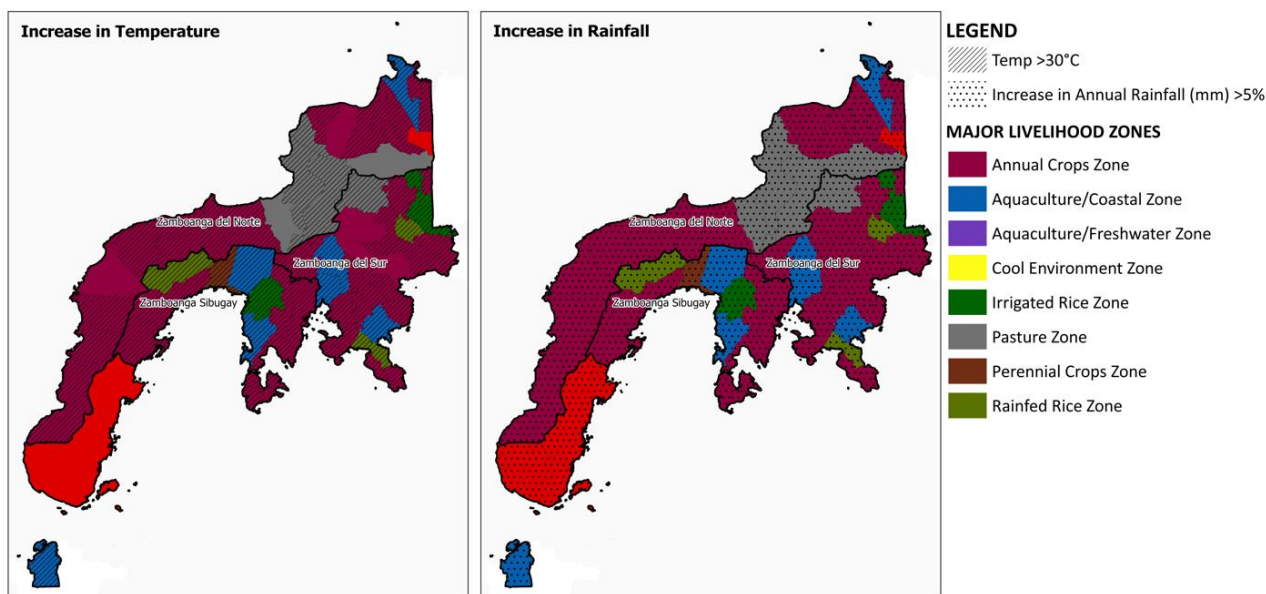 Increase in Temperature
Zamboanga del Norte
Zamboanga del Sur
Zamboanga Sibugay
Increase in Rainfall
Zamboanga del Norte
Zamboanga del Sur
Zamboanga Sibugay
LEGEND
Temp >30°C
Increase in Annual Rainfall (mm) >5%
MAJOR LIVELIHOOD ZONES
Annual Crops Zone
Aquaculture/Coastal Zone
Aquaculture/Freshwater Zone
Cool Environment Zone
Irrigated Rice Zone
Pasture Zone
Perennial Crops Zone
Rainfed Rice Zone